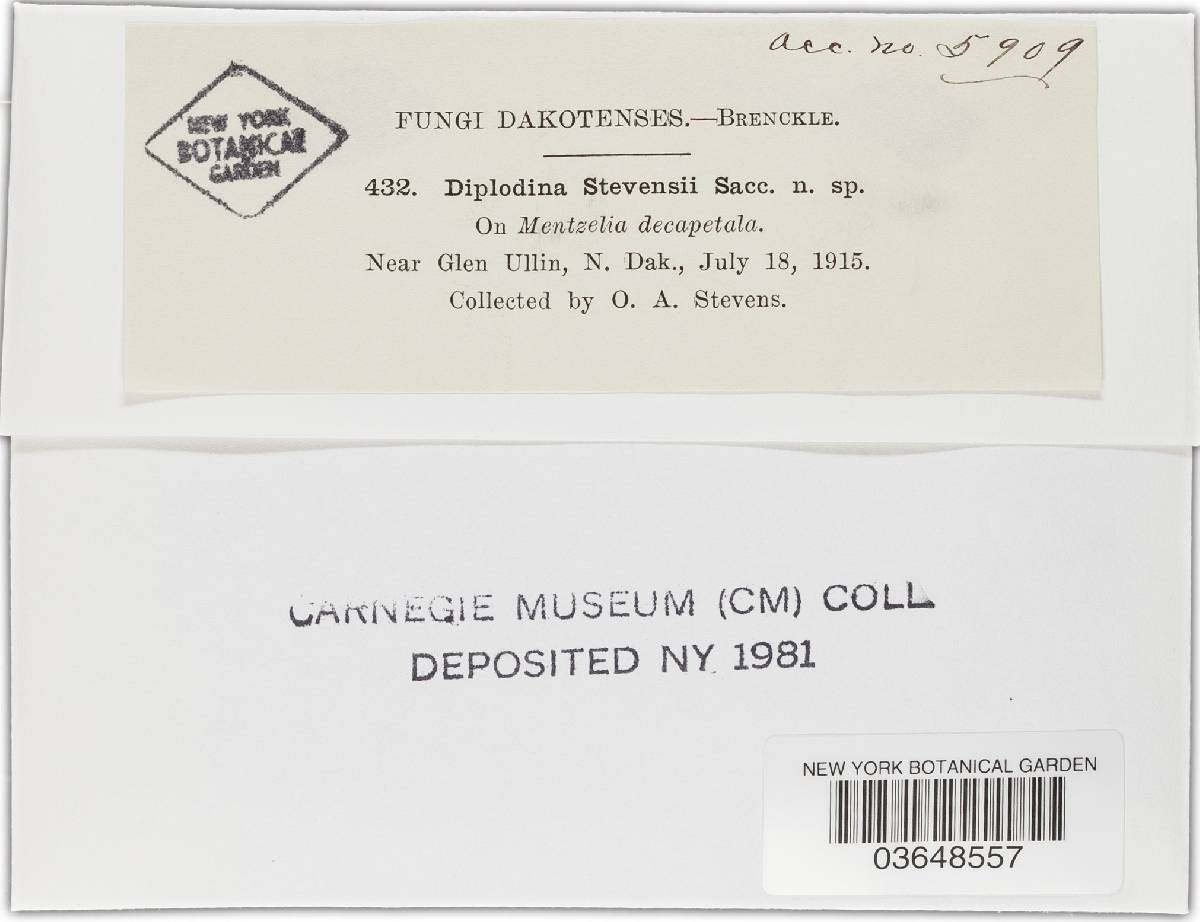 acc. no. 5909
NEW YORK
BOTANICAL
GARDEN
FUNGI DAKOTENSES.—BRENCKLE.
432. Diplodina Stevensii Sacc. n. sp.
On Mentzelia decapetala.
Near Glen Ullin, N. Dak., July 18, 1915.
Collected by O. A. Stevens.
CARNEGIE MUSEUM (CM) COLL
DEPOSITED NY 1981
NEW YORK BOTANICAL GARDEN
03648557